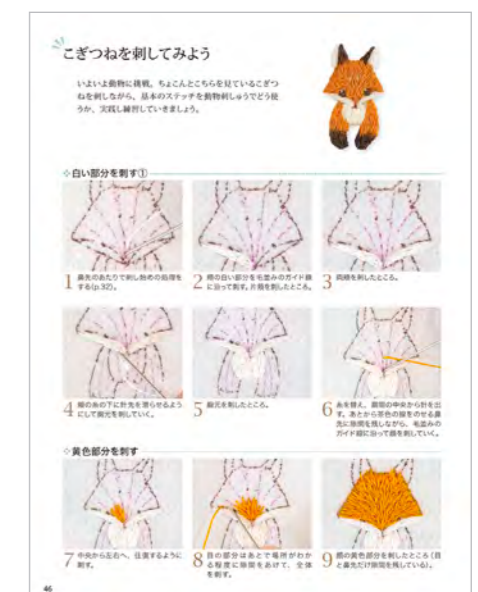 こぎつねを刺してみよう
いよいよ動物に挑戦。ちょこんとこちらを見ているこぎつ
ねを刺しながら、基本のステッチを動物刺しゅうでどう使
うか、実践し練習していきましょう。
白い部分を刺す①
1 鼻先のあたりで刺し始めの処理を
する(p.32)。
2 頬の白い部分を毛並みのガイド線
に沿って刺す。片頬を刺したところ。
3 両頬を刺したところ。
4 頬の糸の下に針先を滑らせるよう
にして胸元を刺していく。
5 胸元を刺したところ。
6 糸を替え、眉間の中央から針を出
す。あとから茶色の線をのせる鼻
先に隙間を残しながら、毛並みの
ガイド線に沿って顔を刺していく。
黄色部分を刺す
7 中央から左右へ、往復するように
刺す。
8 目の部分はあとで場所がわか
る程度に隙間をあけて、全体
を刺す。
9 顔の黄色部分を刺したところ(目
と鼻先だけ隙間を残している)。
46